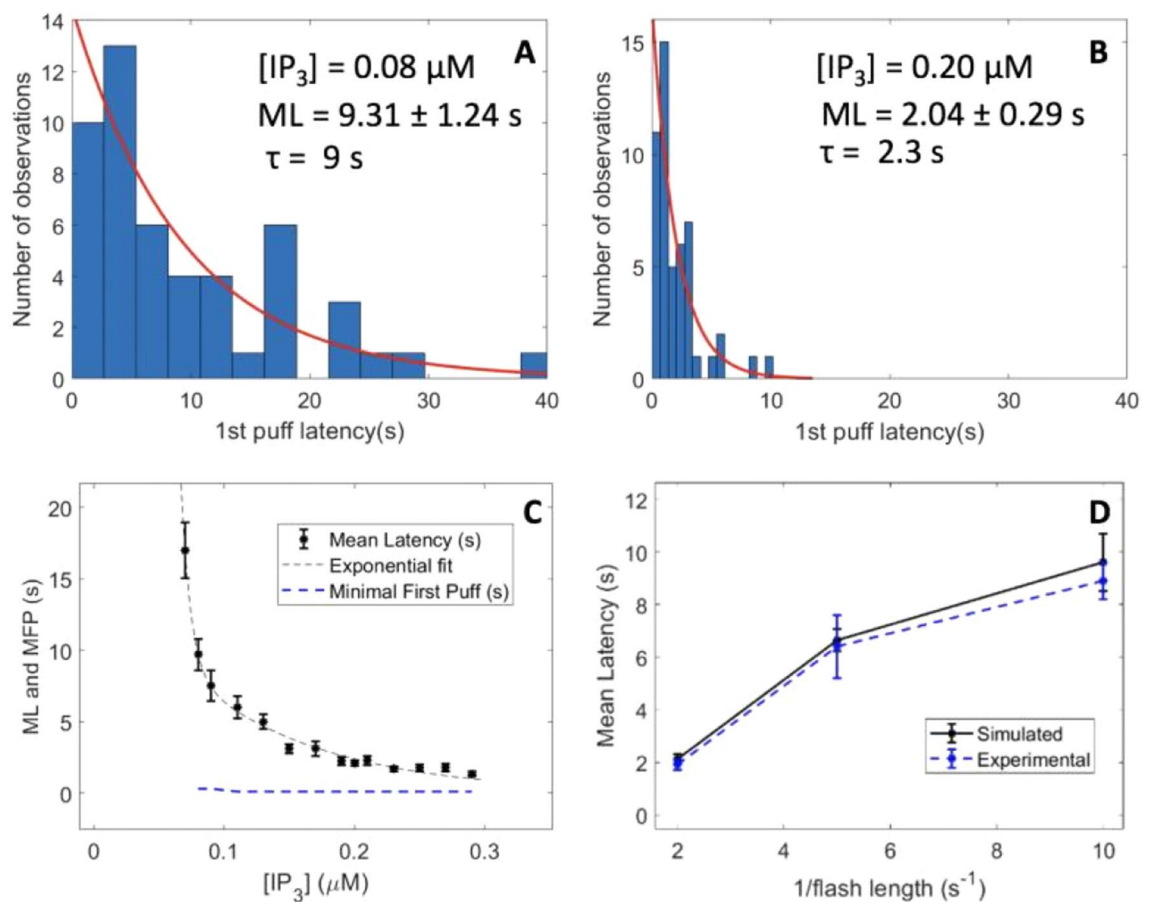 A
[IP₃] = 0.08 µM
ML = 9.31 ± 1.24 s
τ = 9 s
Number of observations
14
12
10
8
6
4
2
0
0 10 20 30 40
1st puff latency(s)
B
[IP₃] = 0.20 µM
ML = 2.04 ± 0.29 s
τ = 2.3 s
Number of observations
15
10
5
0
0 10 20 30 40
1st puff latency(s)
C
Mean Latency (s)
Exponential fit
Minimal First Puff (s)
ML and MFP (s)
20
15
10
5
0
0 0.1 0.2 0.3
[IP₃] (µM)
D
Mean Latency (s)
12
10
8
6
4
2
0
Simulated
Experimental
2 4 6 8 10
1/flash length (s⁻¹)